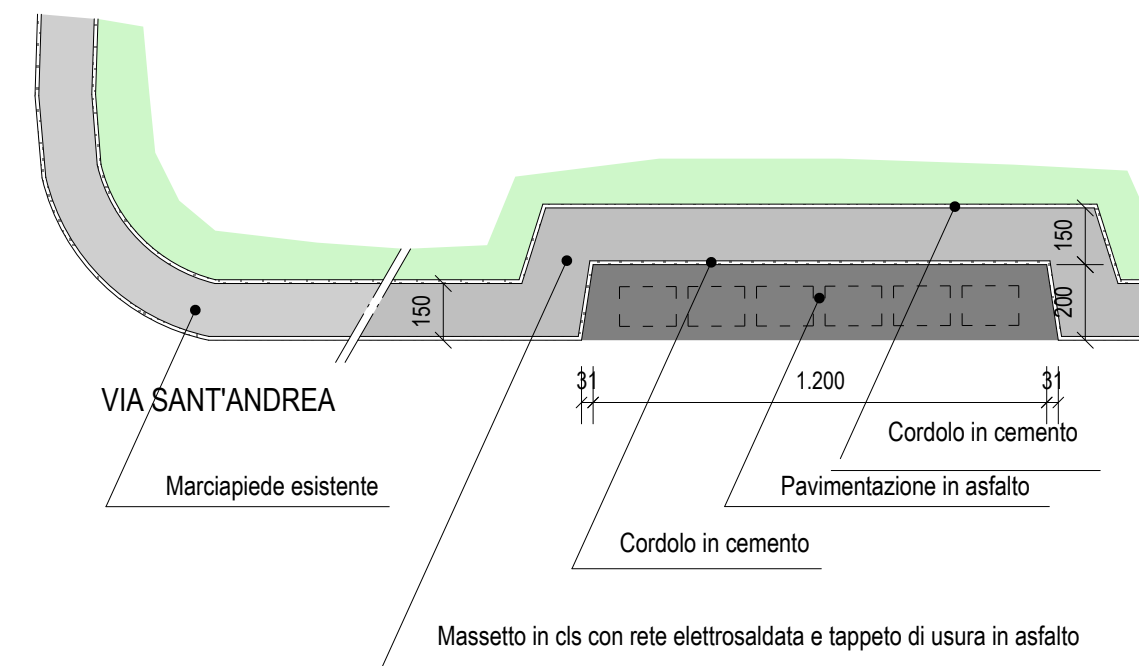 150
150
200
31
1.200
31
VIA SANT'ANDREA
Cordolo in cemento
Marciapiede esistente
Pavimentazione in asfalto
Cordolo in cemento
Massetto in cls con rete elettrosaldata e tappeto di usura in asfalto